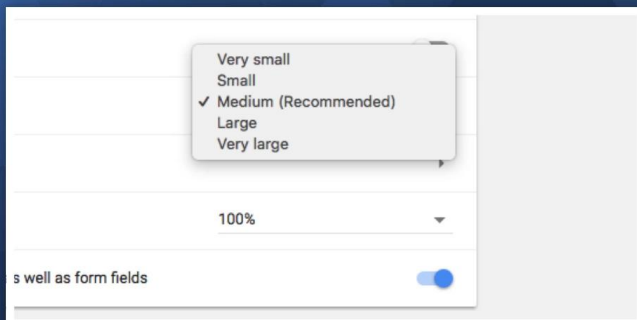 Very small
Small
✓ Medium (Recommended)
Large
Very large
100%
s well as form fields